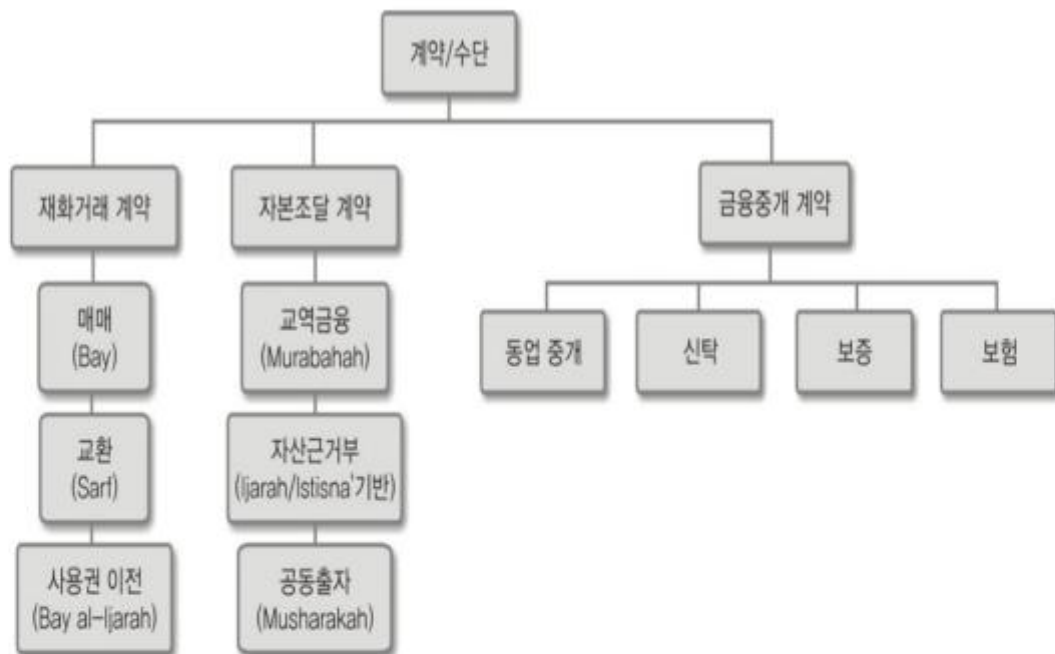 계약/수단
재화거래 계약
자본조달 계약
금융중개 계약
매매
(Bay)
교역금융
(Murabahah)
동업 중개
신탁
보증
보험
교환
(Sarf)
자산근거부
(Ijarah/Istisna'기반)
사용권 이전
(Bay al-Ijarah)
공동출자
(Musharakah)